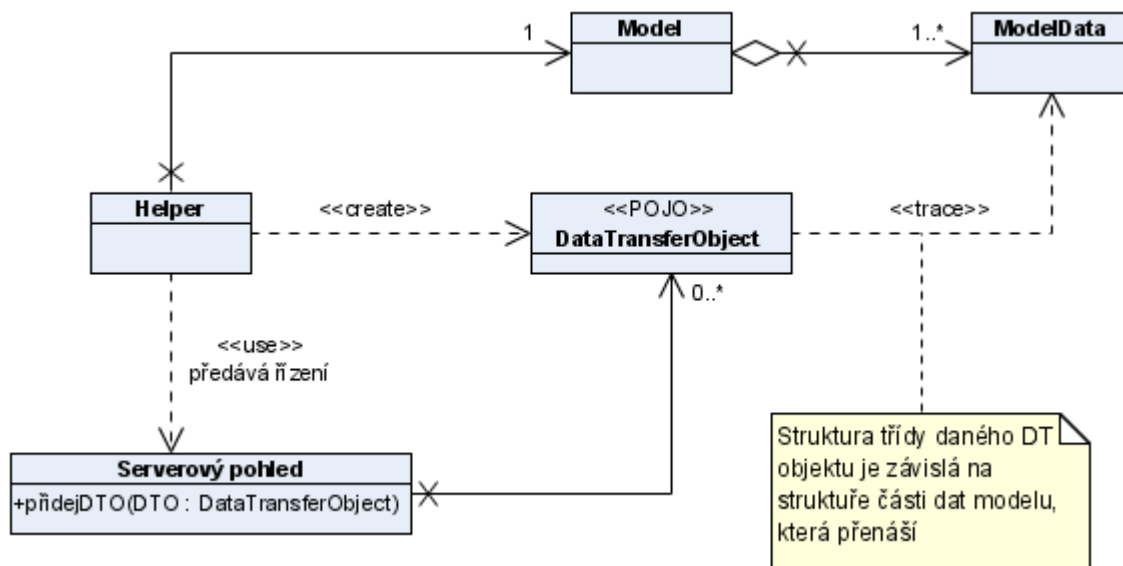 1
Model
1..*
ModelData
Helper
<<create>>
<<POJO>>
DataTransferObject
<<trace>>
0..*
<<use>>
předává řízení
Serverový pohled
+přidejDTO(DTO : DataTransferObject)
Struktura třídy daného DT
objektu je závislá na
struktuře části dat modelu,
která přenáší